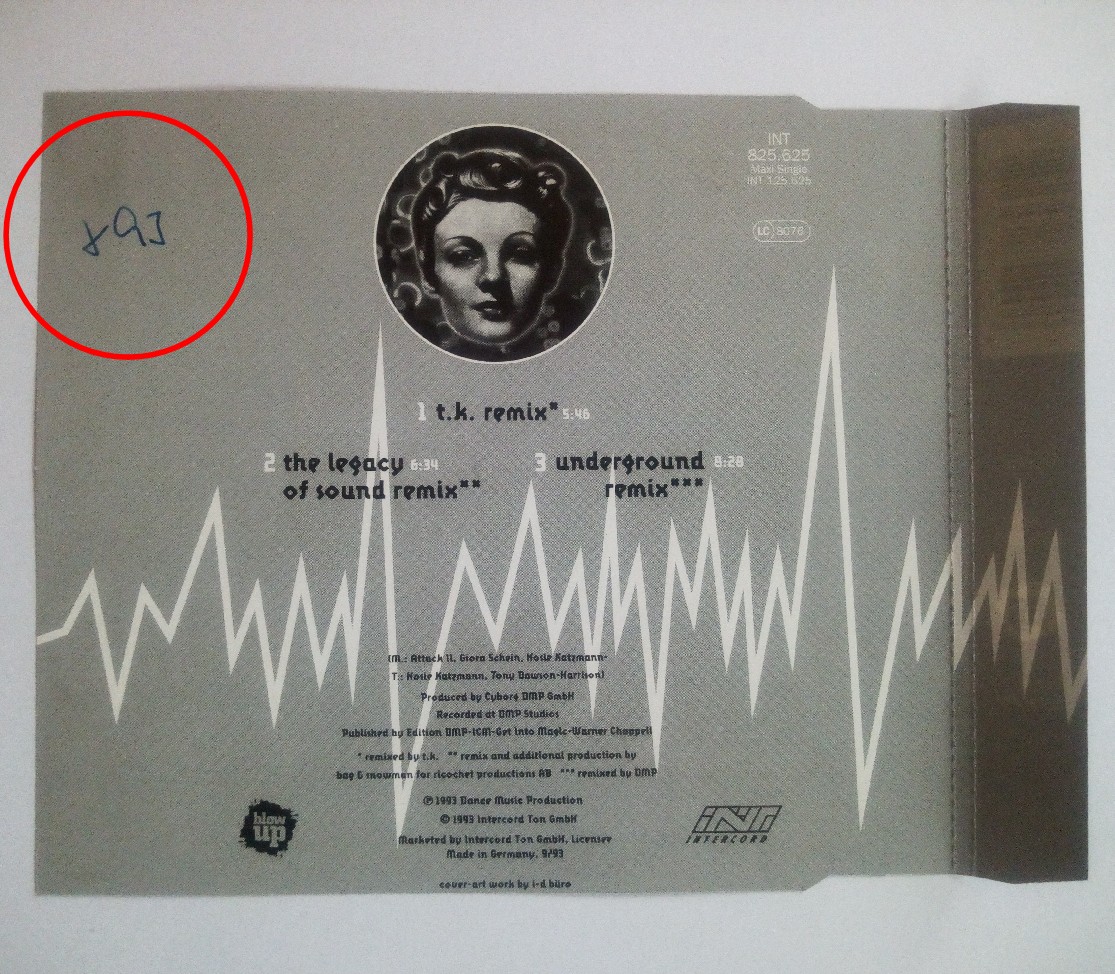 893
INT
825.625
Maxi Single
INT 125.625
LC 8076
1 t.k. remix* 5:46
2 the legacy 6:34
of sound remix**
3 underground 8:28
remix***
(M.: Attack II, Giora Schein, Kosie Katzmann-
T.: Kosie Katzmann, Tony Dawson-Harrison)
Produced by Cyborg DMP GmbH
Recorded at DMP Studios
Published by Edition DMP-ICM-Get Into Magic-Warner Chappell
* remixed by t.k. ** remix and additional production by
bag & snowman for ricochet productions AB *** remixed by DMP
℗ 1993 Dance Music Production
© 1993 Intercord Ton GmbH
Marketed by Intercord Ton GmbH, Licensee
Made in Germany, 9/93
cover-art work by i-d büro
blow
up
INT
INTERCORD